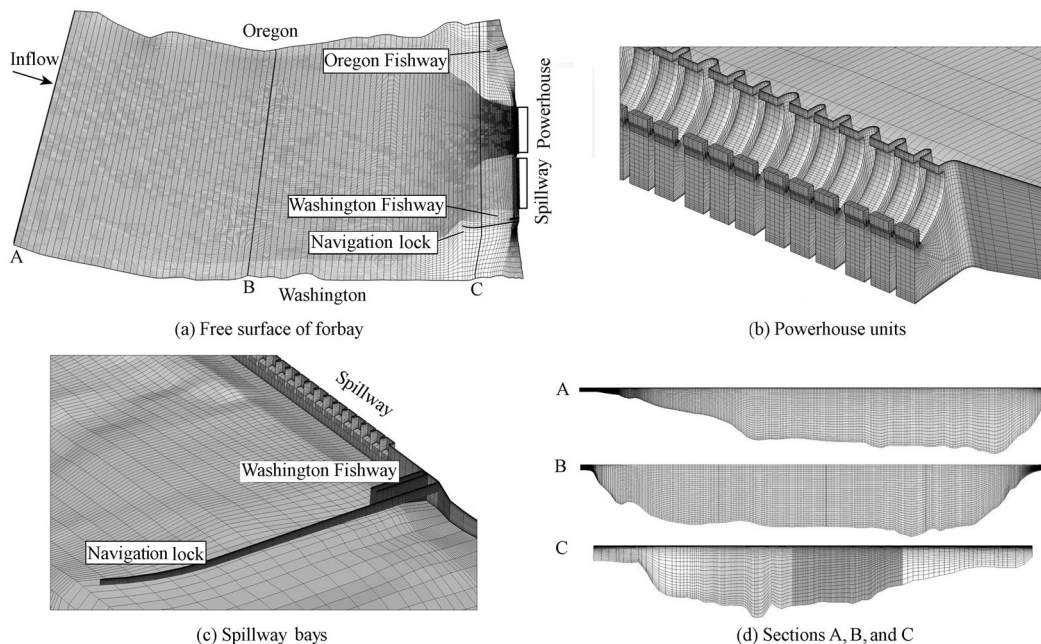 Oregon
Oregon Fishway
Inflow
Powerhouse
Spillway
Washington Fishway
Navigation lock
A
B
C
Washington
(a) Free surface of forbay
(b) Powerhouse units
Spillway
Washington Fishway
Navigation lock
(c) Spillway bays
A
B
C
(d) Sections A, B, and C